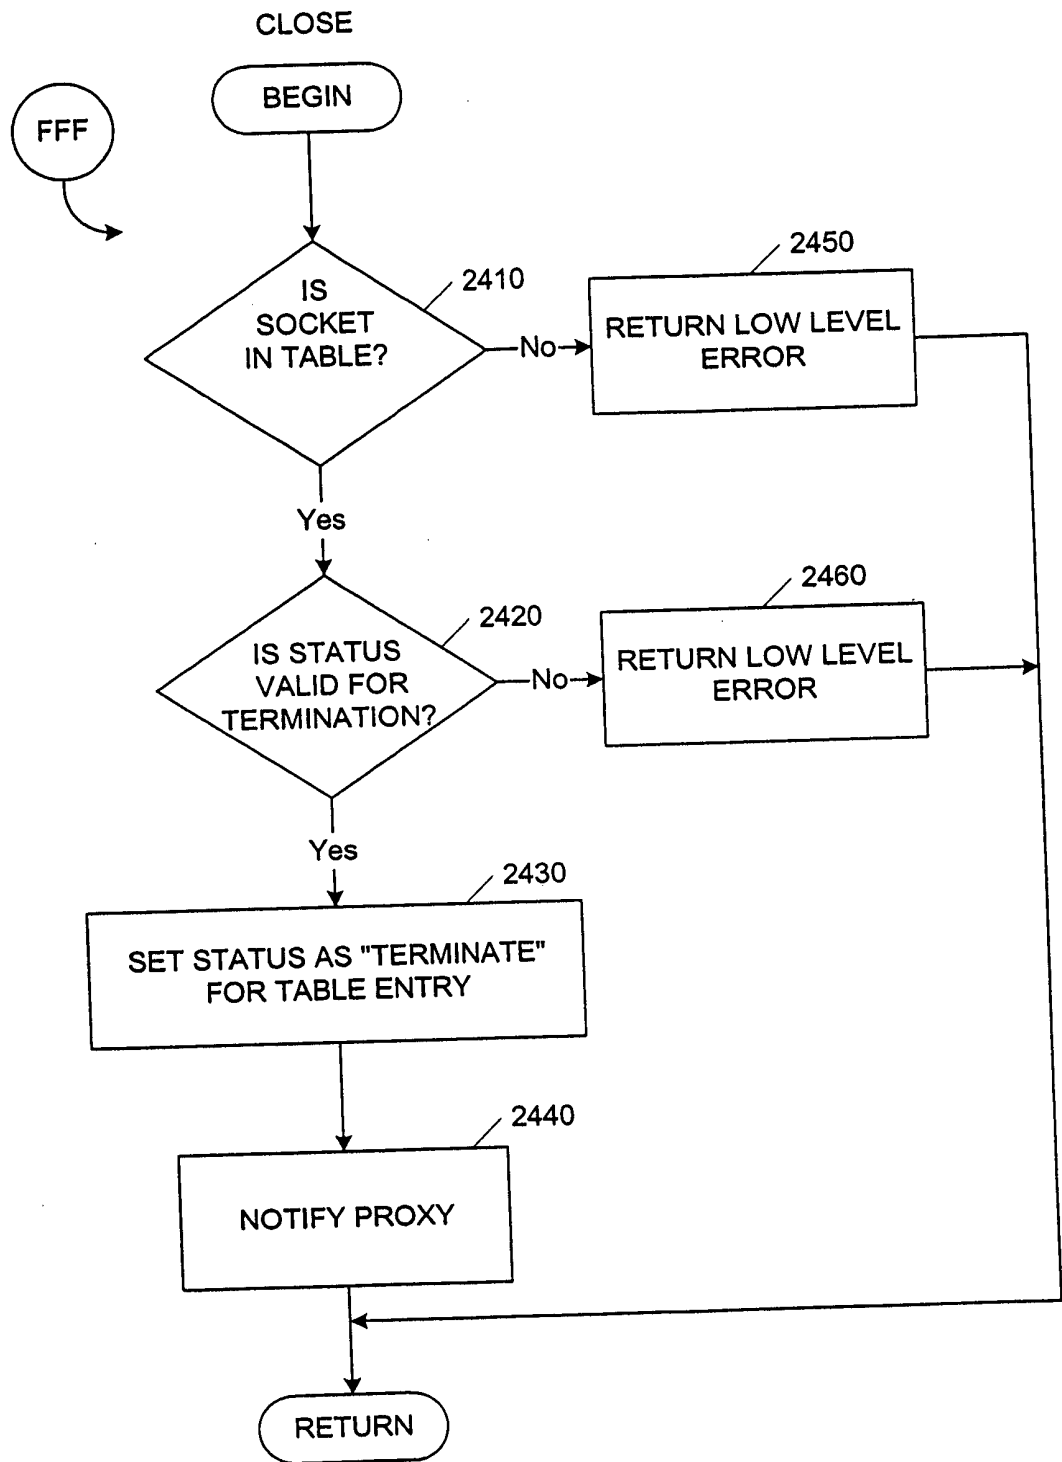 CLOSE
BEGIN
FFF
IS
SOCKET
IN TABLE?
2410
No
2450
RETURN LOW LEVEL
ERROR
Yes
IS STATUS
VALID FOR
TERMINATION?
2420
No
2460
RETURN LOW LEVEL
ERROR
Yes
2430
SET STATUS AS "TERMINATE"
FOR TABLE ENTRY
2440
NOTIFY PROXY
RETURN